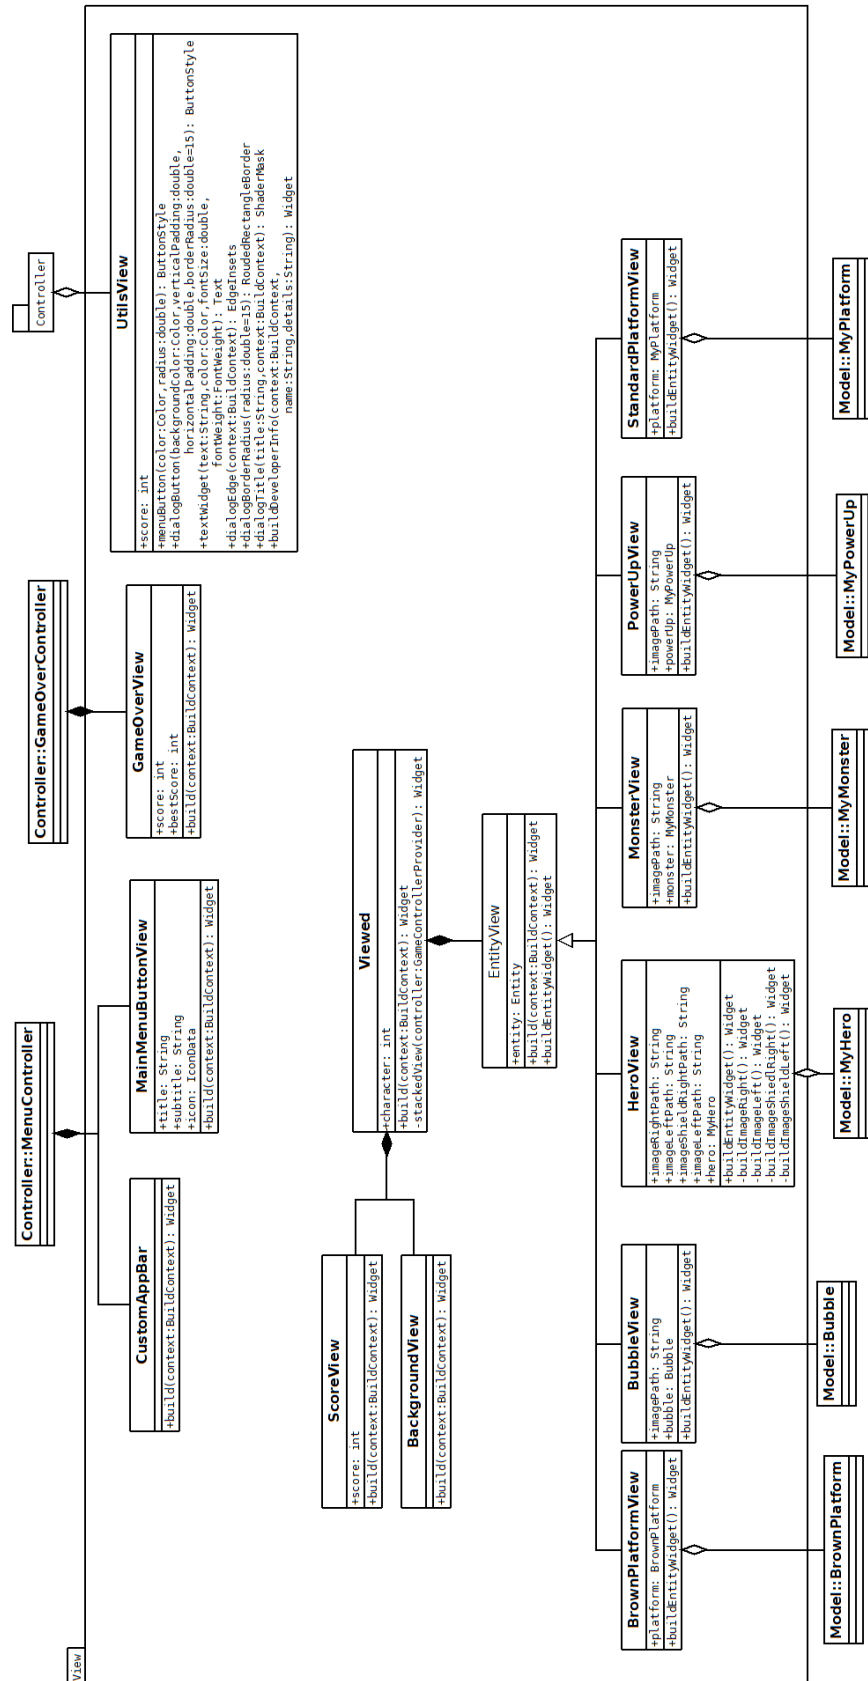 View
Controller::MenuController
Controller::GameOverController
Controller
CustomAppBar
+build(context:BuildContext): Widget
MainMenuButtonView
+title: String
+subtitle: String
+icon: IconData
+build(context:BuildContext): Widget
GameOverView
+score: int
+bestScore: int
+build(context:BuildContext): Widget
UtilsView
+score: int
+menuButton(color:Color,radius:double): ButtonStyle
+dialogButton(backgroundColor:Color,verticalPadding:double,
horizontalPadding:double,borderRadius:double=15): ButtonStyle
+textWidget(text:String,color:Color,fontSize:double,
fontWeight:FontWeight): Text
+dialogEdge(context:BuildContext): EdgeInsets
+dialogBorderRadius(radius:double=15): RoudedRectangleBorder
+dialogTitle(title:String,context:BuildContext): ShaderMask
+buildDeveloperInfo(context:BuildContext,
name:String,details:String): Widget
ScoreView
+score: int
+build(context:BuildContext): Widget
BackgroundView
+build(context:BuildContext): Widget
Viewed
+character: int
+build(context:BuildContext): Widget
-stackedView(controller:GameControllerProvider): Widget
EntityView
+entity: Entity
+build(context:BuildContext): Widget
+buildEntityWidget(): Widget
BrownPlatformView
+platform: BrownPlatform
+buildEntityWidget(): Widget
BubbleView
+imagePath: String
+bubble: Bubble
+buildEntityWidget(): Widget
HeroView
+imageRightPath: String
+imageLeftPath: String
+imageShieldRightPath: String
+imageLeftPath: String
+hero: MyHero
+buildEntityWidget(): Widget
-buildImageRight(): Widget
-buildImageLeft(): Widget
-buildImageShiedlRight(): Widget
-buildImageShieldLeft(): Widget
MonsterView
+imagePath: String
+monster: MyMonster
+buildEntityWidget(): Widget
PowerUpView
+imagePath: String
+powerUp: MyPowerUp
+buildEntityWidget(): Widget
StandardPlatformView
+platform: MyPlatform
+buildEntityWidget(): Widget
Model::BrownPlatform
Model::Bubble
Model::MyHero
Model::MyMonster
Model::MyPowerUp
Model::MyPlatform